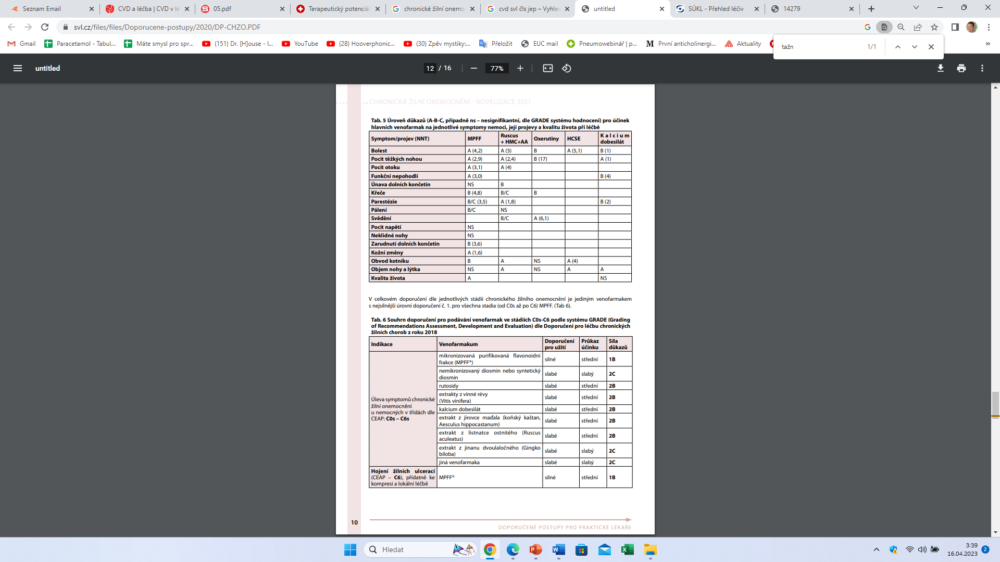 Seznam Email
CVD a léčba | CVD v lé
05.pdf
Terapeutický potenciál
chronické žilní onemo
cvd svl čls jep – Vyhled
untitled
SÚKL - Přehled léčiv
14279
svl.cz/files/files/Doporucene-postupy/2020/DP-CHZO.PDF
Gmail
Paracetamol - Tabul...
Máte smysl pro spr...
(151) Dr. [H]ouse - I...
YouTube
(28) Hooverphonic...
(30) Zpěv mystiky:...
Přeložit
EUC mail
Pneumowebinář | p...
První anticholinergi...
Aktuality
tažn 1/1
untitled
12 / 16
77%
CHRONICKÁ ŽILNÍ ONEMOCNĚNÍ - NOVELIZACE 2021
Tab. 5 Úroveň důkazů (A-B-C, případně ns – nesignifikantní, dle GRADE systému hodnocení) pro účinek
hlavních venofarmak na jednotlivé symptomy nemoci, její projevy a kvalitu života při léčbě
Symptom/projev (NNT) MPFF Ruscus + HMC+AA Oxerutiny HCSE Kalcium dobesilát
Bolest A (4,2) A (5) B A (5,1) B (1)
Pocit těžkých nohou A (2,9) A (2,4) B (17) A (1)
Pocit otoku A (3,1) A (4)
Funkční nepohodlí A (3,0) B (4)
Únava dolních končetin NS B
Křeče B (4,8) B/C B
Parestézie B/C (3,5) A (1,8) B (2)
Pálení B/C NS
Svědění B/C A (6,1)
Pocit napětí NS
Neklidné nohy NS
Zarudnutí dolních končetin B (3,6)
Kožní změny A (1,6)
Obvod kotníku B A NS A (4)
Objem nohy a lýtka NS A NS A A
Kvalita života A NS
V celkovém doporučení dle jednotlivých stádií chronického žilního onemocnění je jediným venofarmakem
s nejsilnější úrovní doporučení č. 1. pro všechna stadia (od C0s až po C6) MPFF. (Tab 6).
Tab. 6 Souhrn doporučení pro podávání venofarmak ve stádiích C0s-C6 podle systému GRADE (Grading
of Recommendations Assessment, Development and Evaluation) dle Doporučení pro léčbu chronických
žilních chorob z roku 2018
Indikace Venofarmakum Doporučení pro užití Průkaz účinku Síla důkazů
Úleva symptomů chronické
žilní onemocnění
u nemocných v třídách dle
CEAP: C0s – C6s
mikronizovaná purifikovaná flavonoidní
frakce (MPFF®) silné střední 1B
nemikronizovaný diosmin nebo syntetický
diosmin slabé slabý 2C
rutosidy slabé střední 2B
extrakty z vinné révy
(Vitis vinifera) slabé střední 2B
kalcium dobesilát slabé střední 2B
extrakt z jírovce maďala (koňský kaštan,
Aesculus hippocastanum) slabé střední 2B
extrakt z listnatce ostnitého (Ruscus
aculeatus) slabé střední 2B
extrakt z jinanu dvoulaločného (Gingko
biloba) slabé slabý 2C
jiná venofarmaka slabé slabý 2C
Hojení žilních ulcerací
(CEAP – C6), přídatně ke
kompresi a lokální léčbě
MPFF® silné střední 1B
10
DOPORUČENÉ POSTUPY PRO PRAKTICKÉ LÉKAŘE
Hledat
3:39
16.04.2023
2